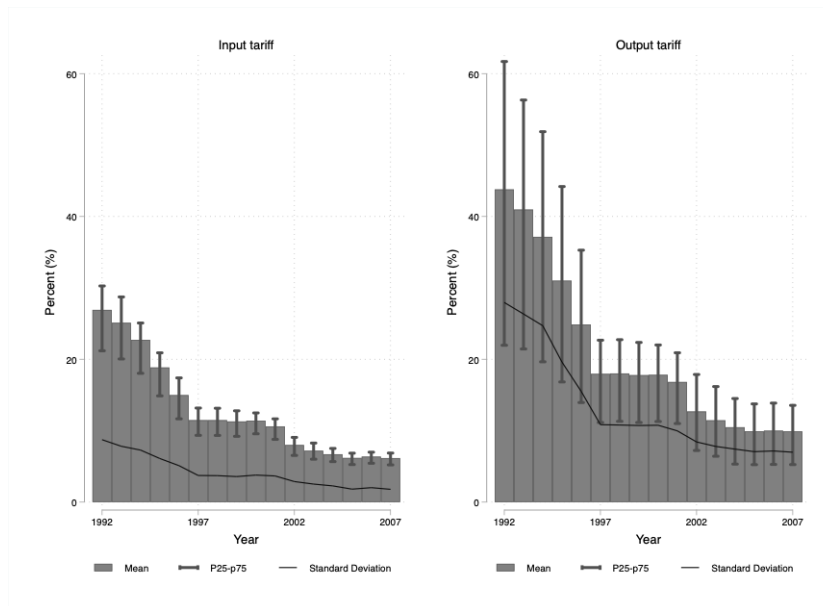 Input tariff
60
40
20
0
Percent (%)
1992 1997 2002 2007
Year
Mean P25-p75 Standard Deviation
Output tariff
60
40
20
0
Percent (%)
1992 1997 2002 2007
Year
Mean P25-p75 Standard Deviation